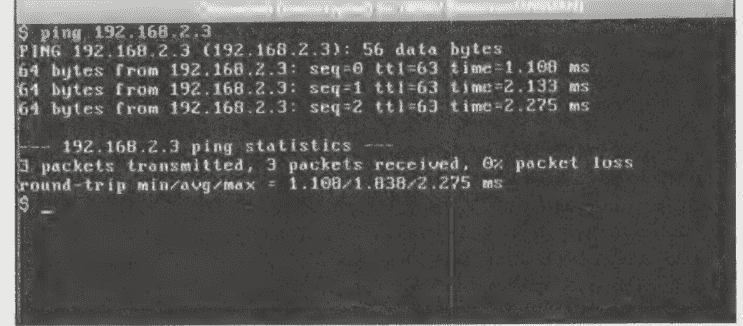 $ ping 192.168.2.3
PING 192.168.2.3 (192.168.2.3): 56 data bytes
64 bytes from 192.168.2.3: seq=0 ttl=63 time=1.108 ms
64 bytes from 192.168.2.3: seq=1 ttl=63 time=2.133 ms
64 bytes from 192.168.2.3: seq=2 ttl=63 time=2.275 ms
--- 192.168.2.3 ping statistics ---
3 packets transmitted, 3 packets received, 0% packet loss
round-trip min/avg/max = 1.108/1.838/2.275 ms
$ _